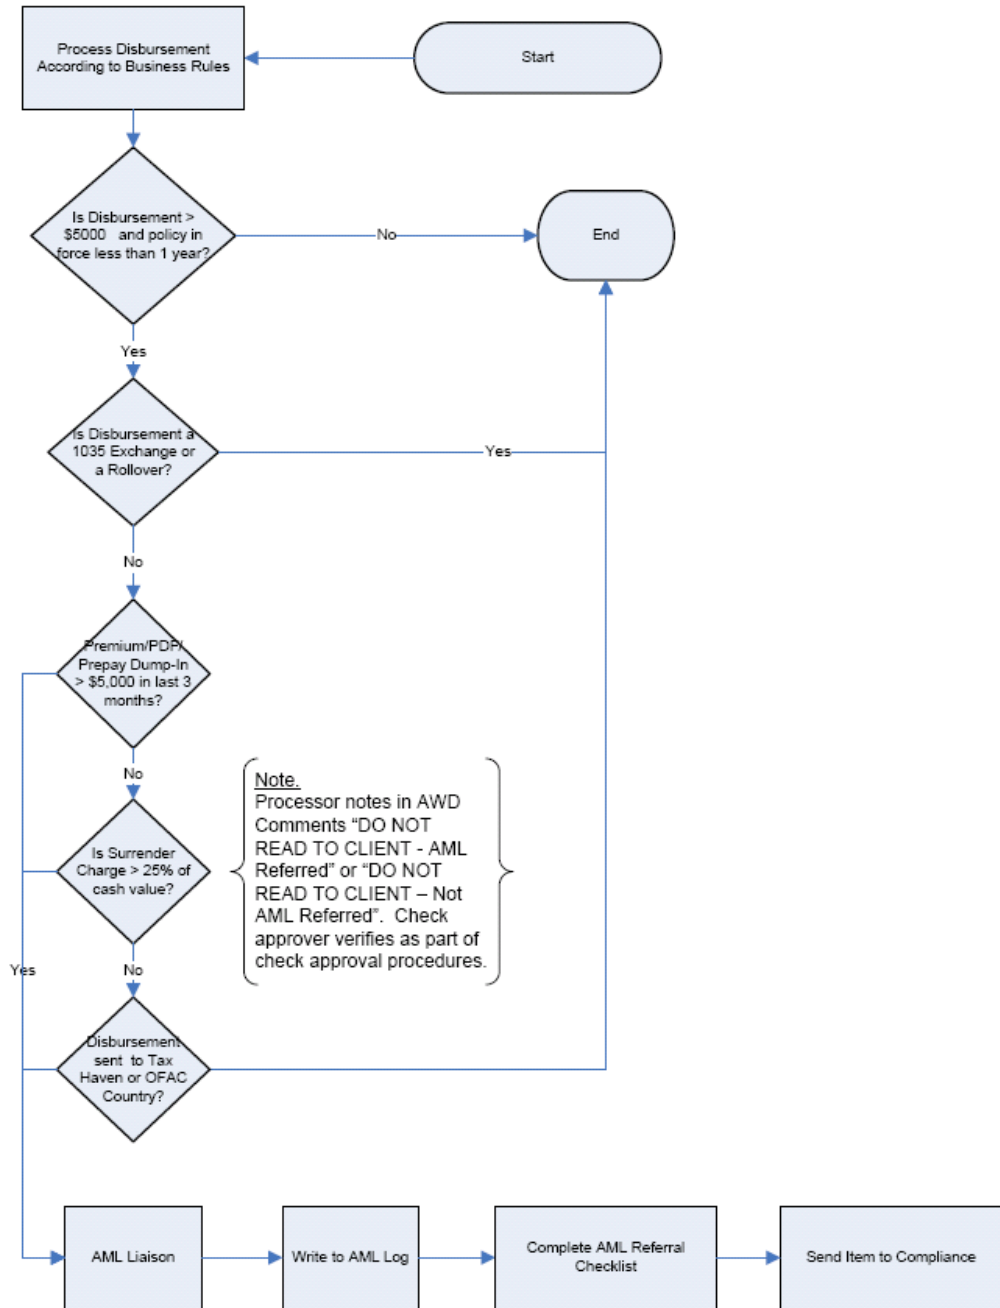 Process Disbursement
According to Business Rules
Start
Is Disbursement >
$5000 and policy in
force less than 1 year?
No
End
Yes
Is Disbursement a
1035 Exchange or
a Rollover?
Yes
No
Premium/PDF/
Prepay Dump-In
> $5,000 in last 3
months?
No
Note.
Processor notes in AWD
Comments “DO NOT
READ TO CLIENT - AML
Referred” or “DO NOT
READ TO CLIENT – Not
AML Referred”. Check
approver verifies as part of
check approval procedures.
Is Surrender
Charge > 25% of
cash value?
Yes
No
Disbursement
sent to Tax
Haven or OFAC
Country?
AML Liaison
Write to AML Log
Complete AML Referral
Checklist
Send Item to Compliance